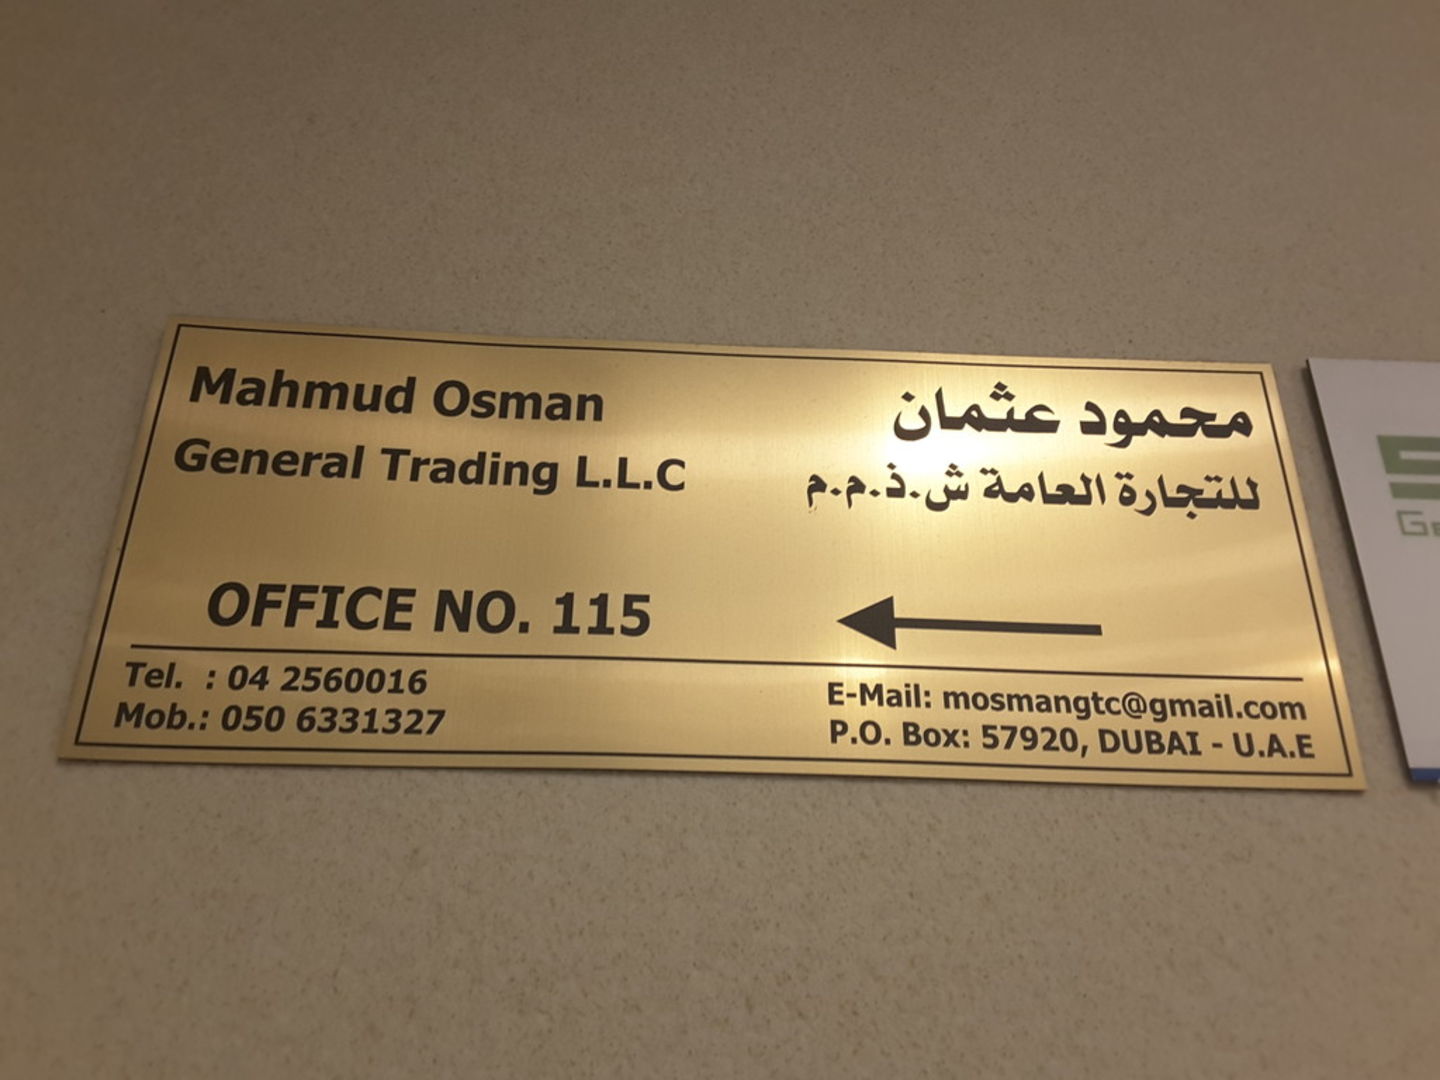 Mahmud Osman
General Trading L.L.C
محمود عثمان
للتجارة العامة ش.ذ.م.م
OFFICE NO. 115
Tel. : 04 2560016
Mob.: 050 6331327
E-Mail: mosmangtc@gmail.com
P.O. Box: 57920, DUBAI - U.A.E